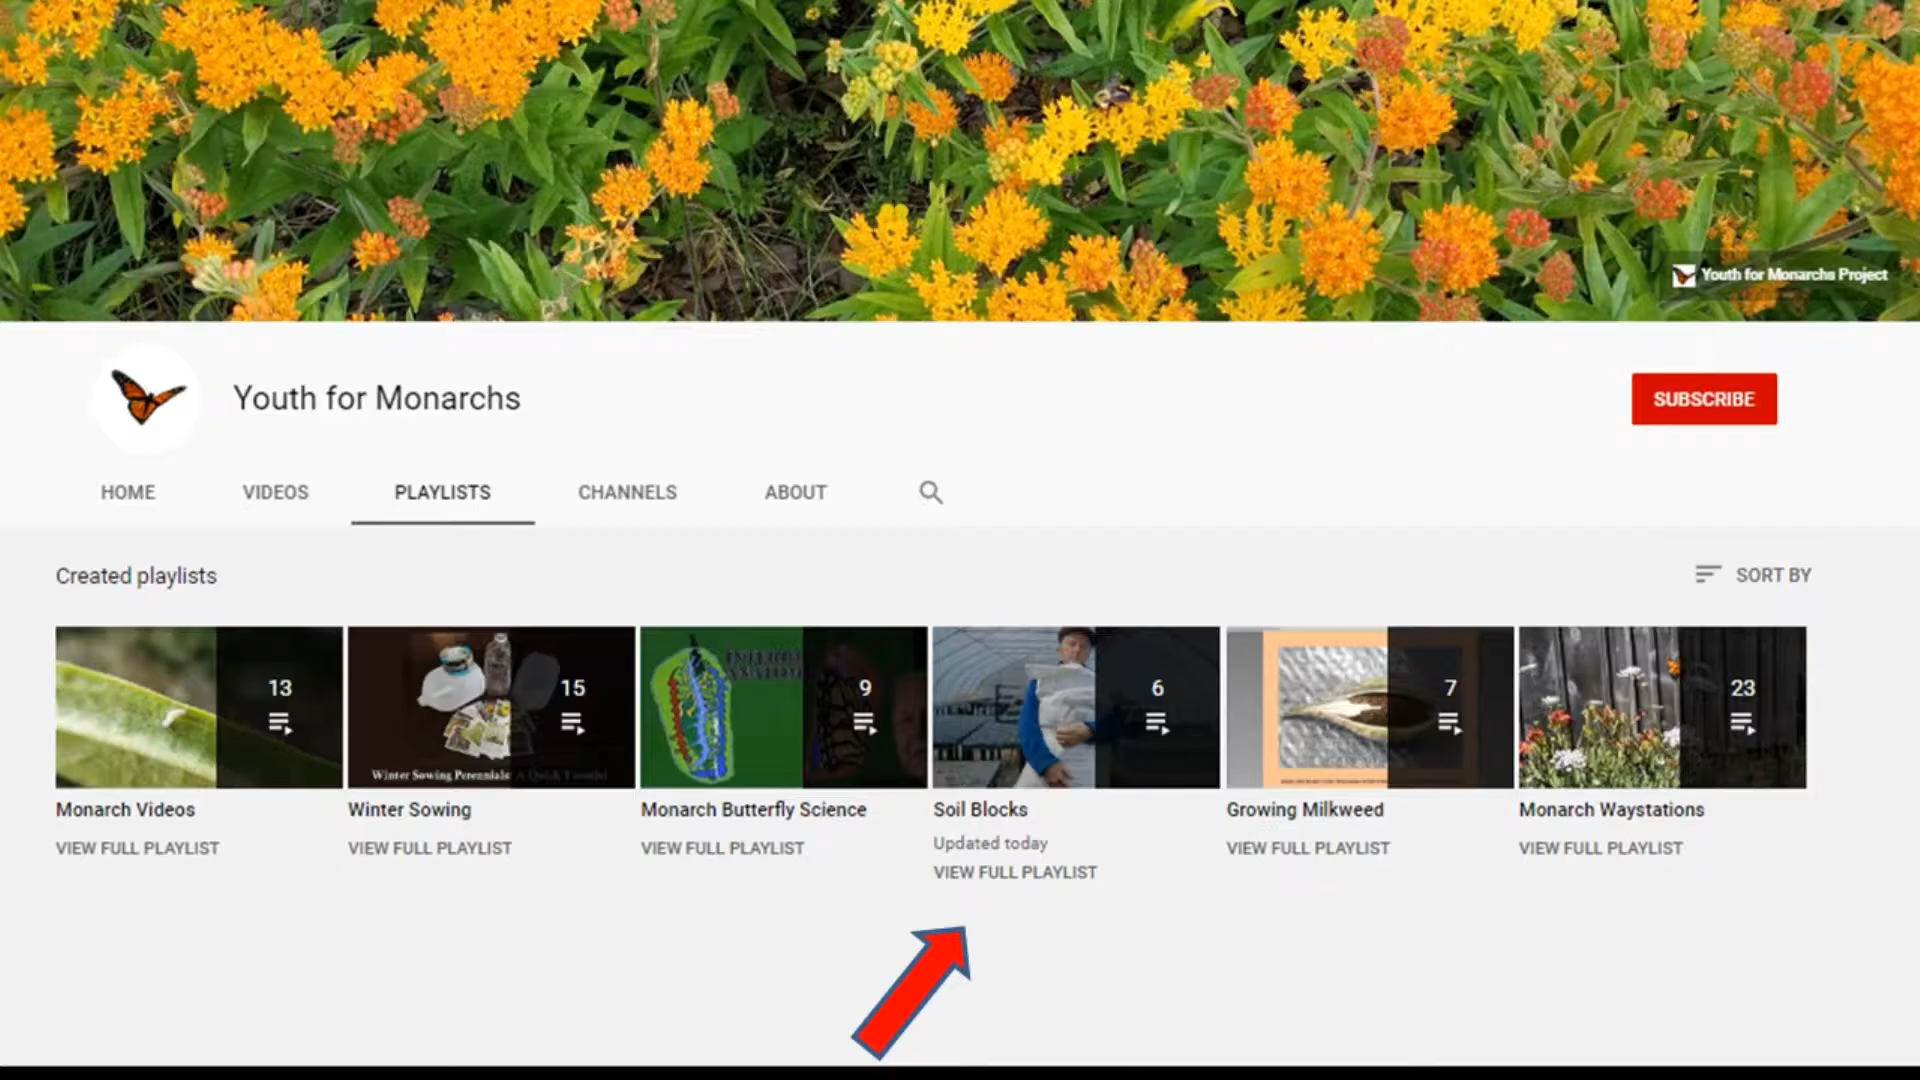 Youth for Monarchs Project
Youth for Monarchs
SUBSCRIBE
HOME VIDEOS PLAYLISTS CHANNELS ABOUT
Created playlists
SORT BY
13 15 9 6 7 23
Winter Sowing Perennials: A Quick Tutorial
Monarch Videos Winter Sowing Monarch Butterfly Science Soil Blocks Growing Milkweed Monarch Waystations
Updated today
VIEW FULL PLAYLIST VIEW FULL PLAYLIST VIEW FULL PLAYLIST VIEW FULL PLAYLIST VIEW FULL PLAYLIST VIEW FULL PLAYLIST